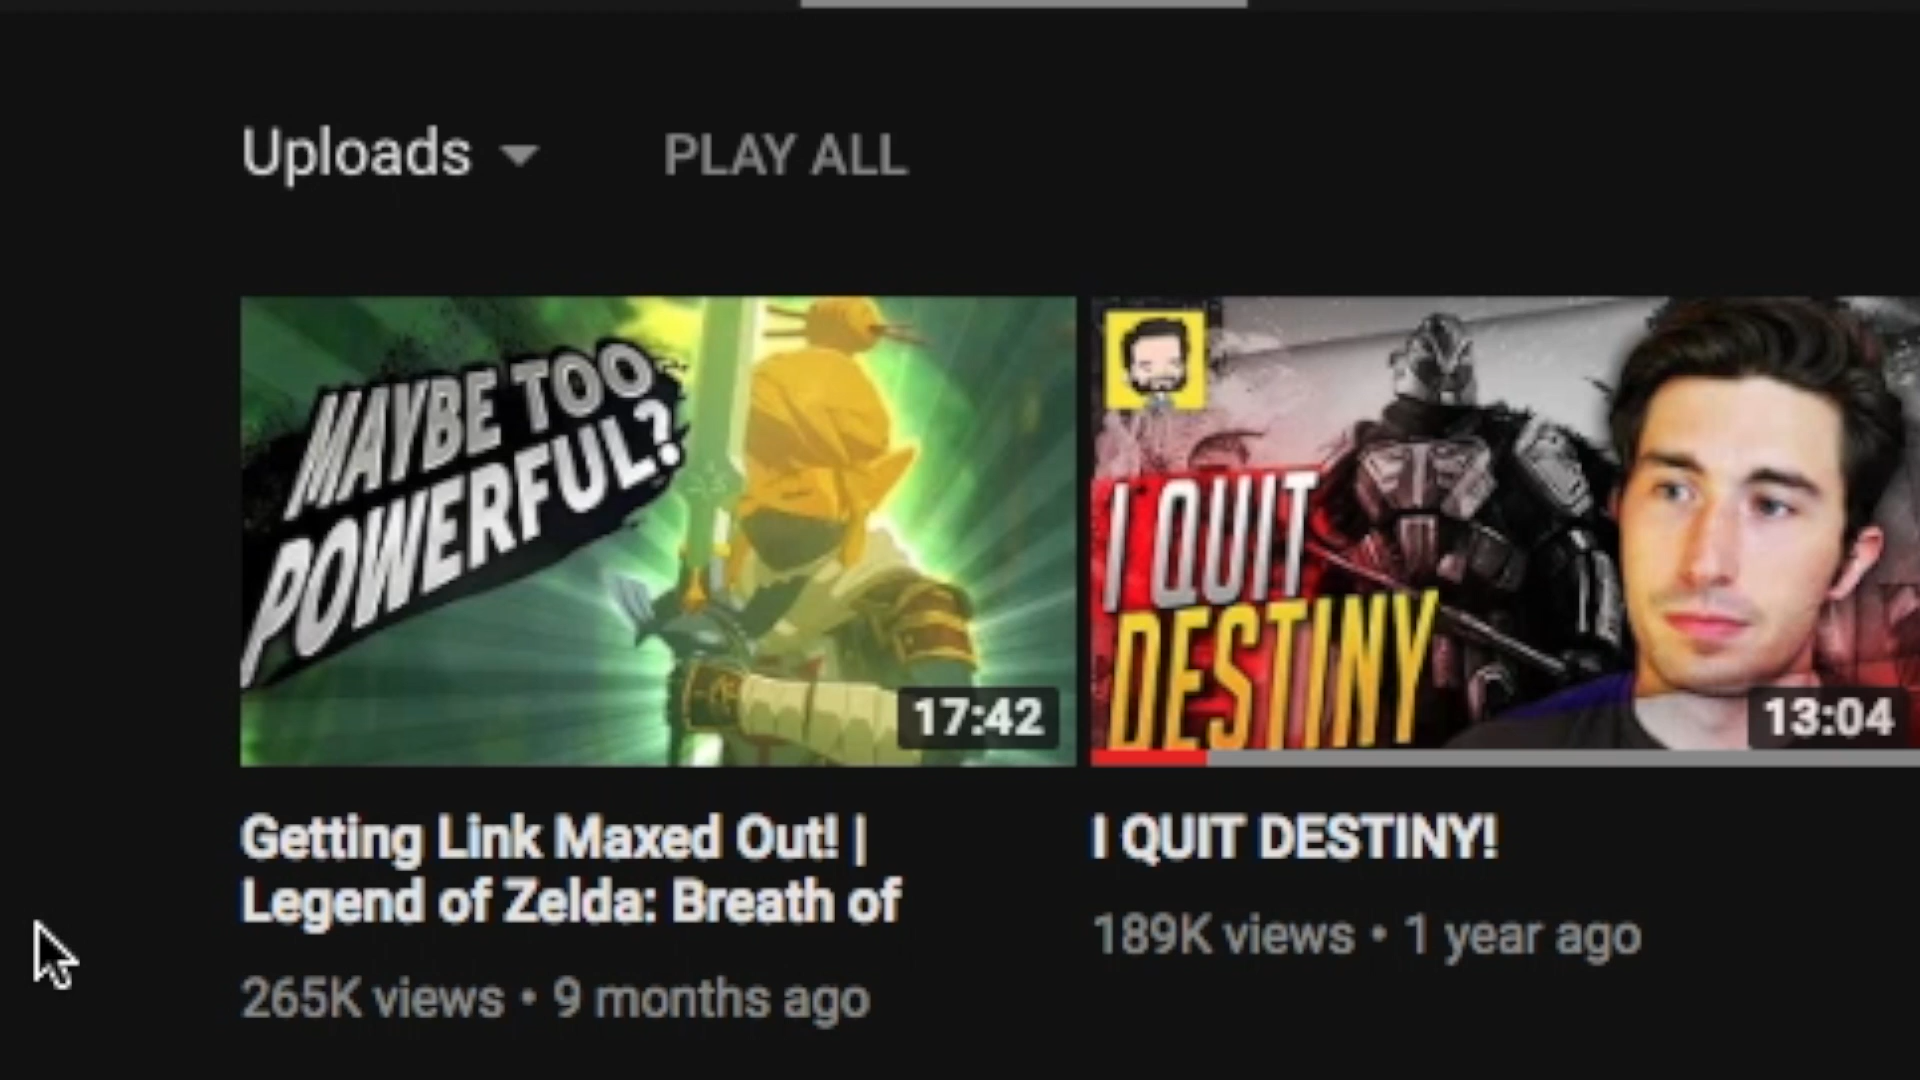 Uploads PLAY ALL
MAYBE TOO
POWERFUL?
17:42
I QUIT
DESTINY
13:04
Getting Link Maxed Out! |
Legend of Zelda: Breath of
265K views • 9 months ago
I QUIT DESTINY!
189K views • 1 year ago